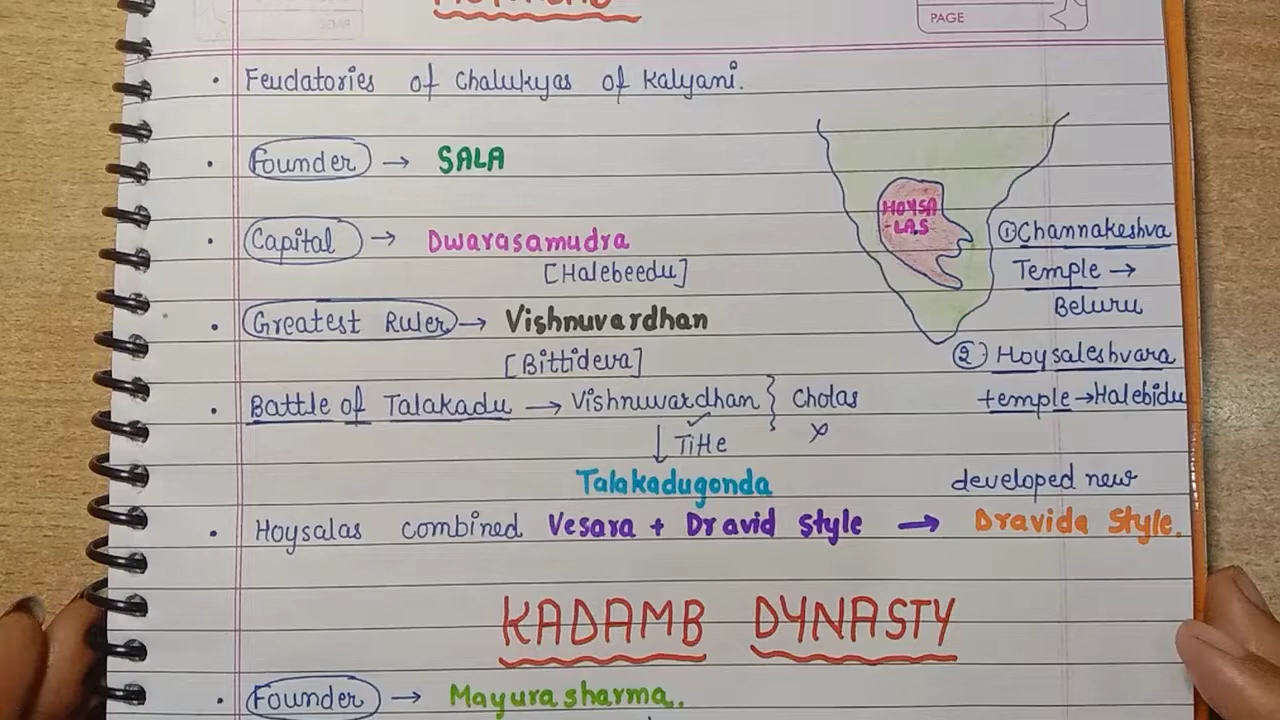 PAGE
• Feudatories of Chalukyas of Kalyani.
• Founder → SALA
• Capital → Dwarasamudra
[Halebeedu]
• Greatest Ruler → Vishnuvardhan
[Bittideva]
• Battle of Talakadu → Vishnuvardhan } Cholas
✓ x
↓ Title
Talakadugonda
HOYSA
-LAS
① Channakeshva
Temple →
Beluru
② Hoysaleshvara
temple → Halebidu
developed new
• Hoysalas combined Vesara + Dravid Style → Dravida Style.
KADAMB DYNASTY
• Founder → Mayurasharma.